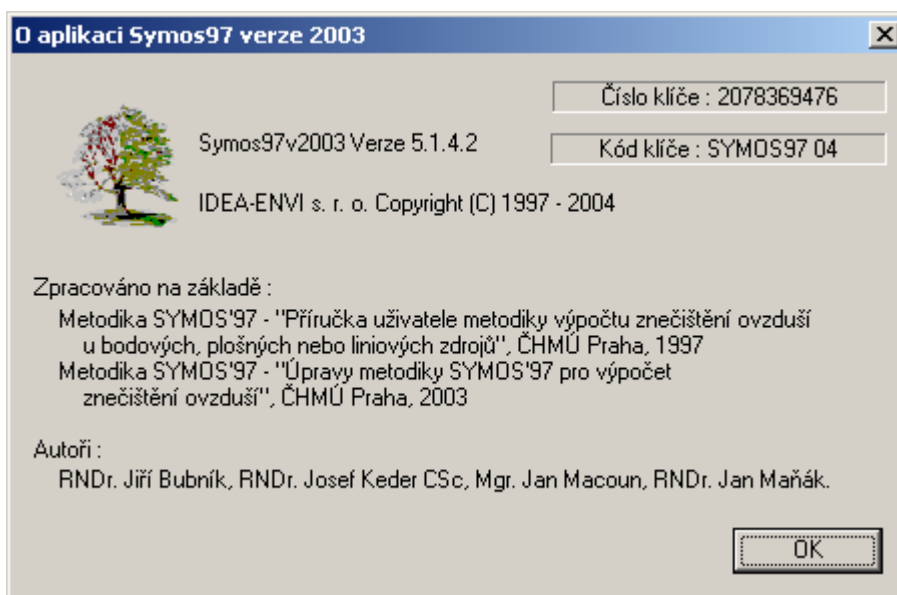 O aplikaci Symos97 verze 2003
Číslo klíče : 2078369476
Symos97v2003 Verze 5.1.4.2
Kód klíče : SYMOS97 04
IDEA-ENVI s. r. o. Copyright (C) 1997 - 2004
Zpracováno na základě :
Metodika SYMOS'97 - "Příručka uživatele metodiky výpočtu znečištění ovzduší
u bodových, plošných nebo liniových zdrojů", ČHMÚ Praha, 1997
Metodika SYMOS'97 - "Úpravy metodiky SYMOS'97 pro výpočet
znečištění ovzduší", ČHMÚ Praha, 2003
Autoři :
RNDr. Jiří Bubník, RNDr. Josef Keder CSc, Mgr. Jan Macoun, RNDr. Jan Maňák.
OK